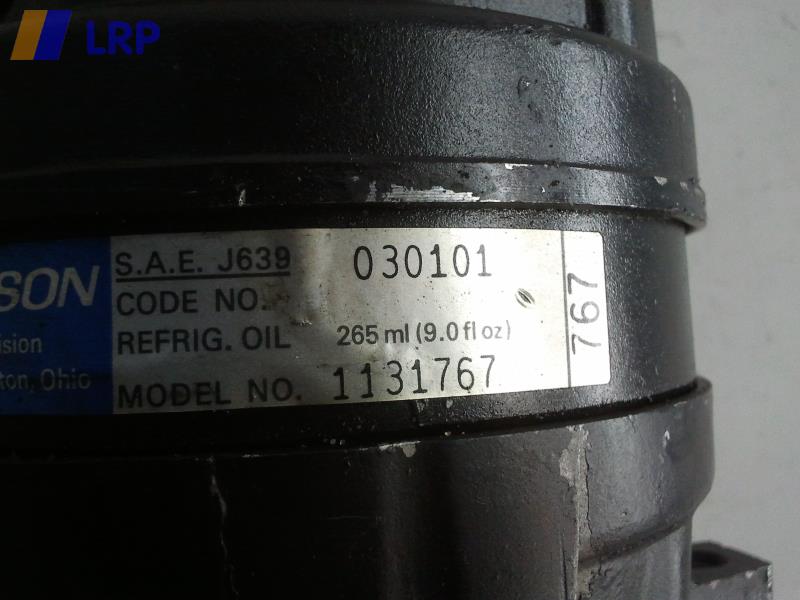 LRP
SON
S.A.E. J639
CODE NO. 030101
REFRIG. OIL 265 ml (9.0 fl oz)
MODEL NO. 1131767
767
ision
ton, Ohio